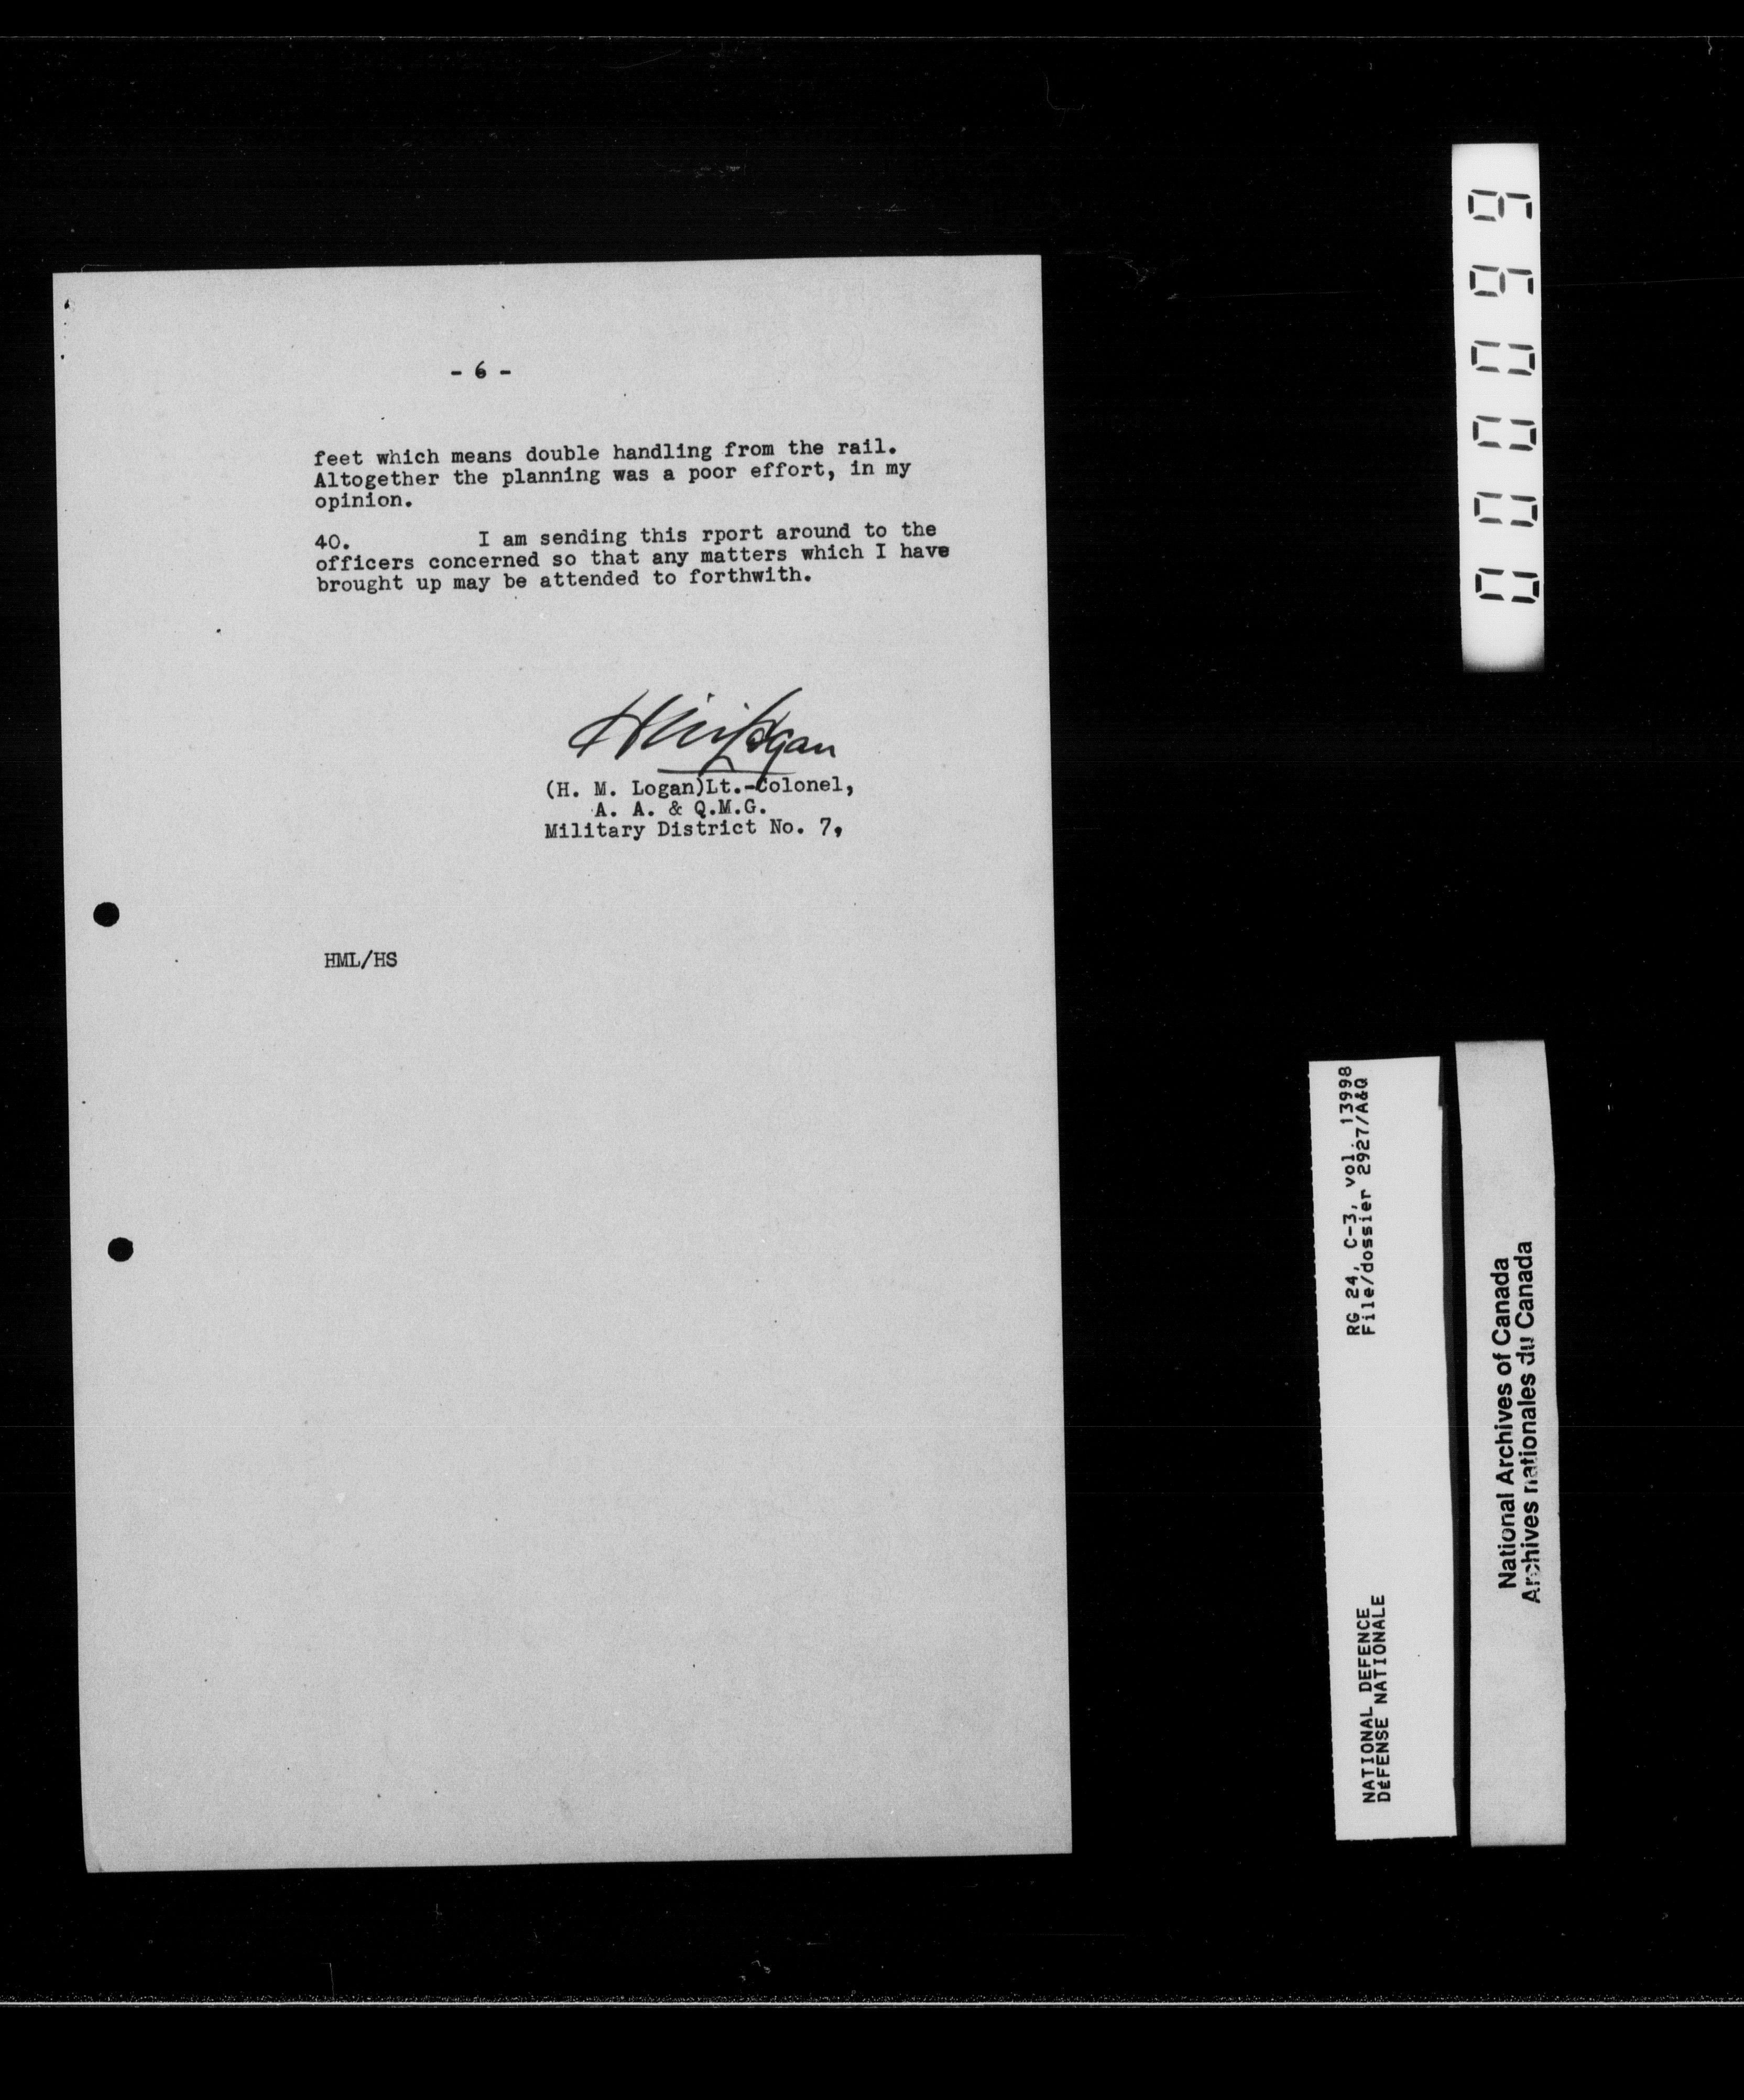 - 6 -
feet which means double handling from the rail.
Altogether the planning was a poor effort, in my
opinion.
40. I am sending this rport around to the
officers concerned so that any matters which I have
brought up may be attended to forthwith.
HM Logan
(H. M. Logan)Lt.-Colonel,
A. A. & Q.M.G.
Military District No. 7,
HML/HS
000099
RG 24, C-3, vol. 13998
File/dossier 2927/A&Q
NATIONAL DEFENCE
DÉFENSE NATIONALE
National Archives of Canada
Archives nationales du Canada